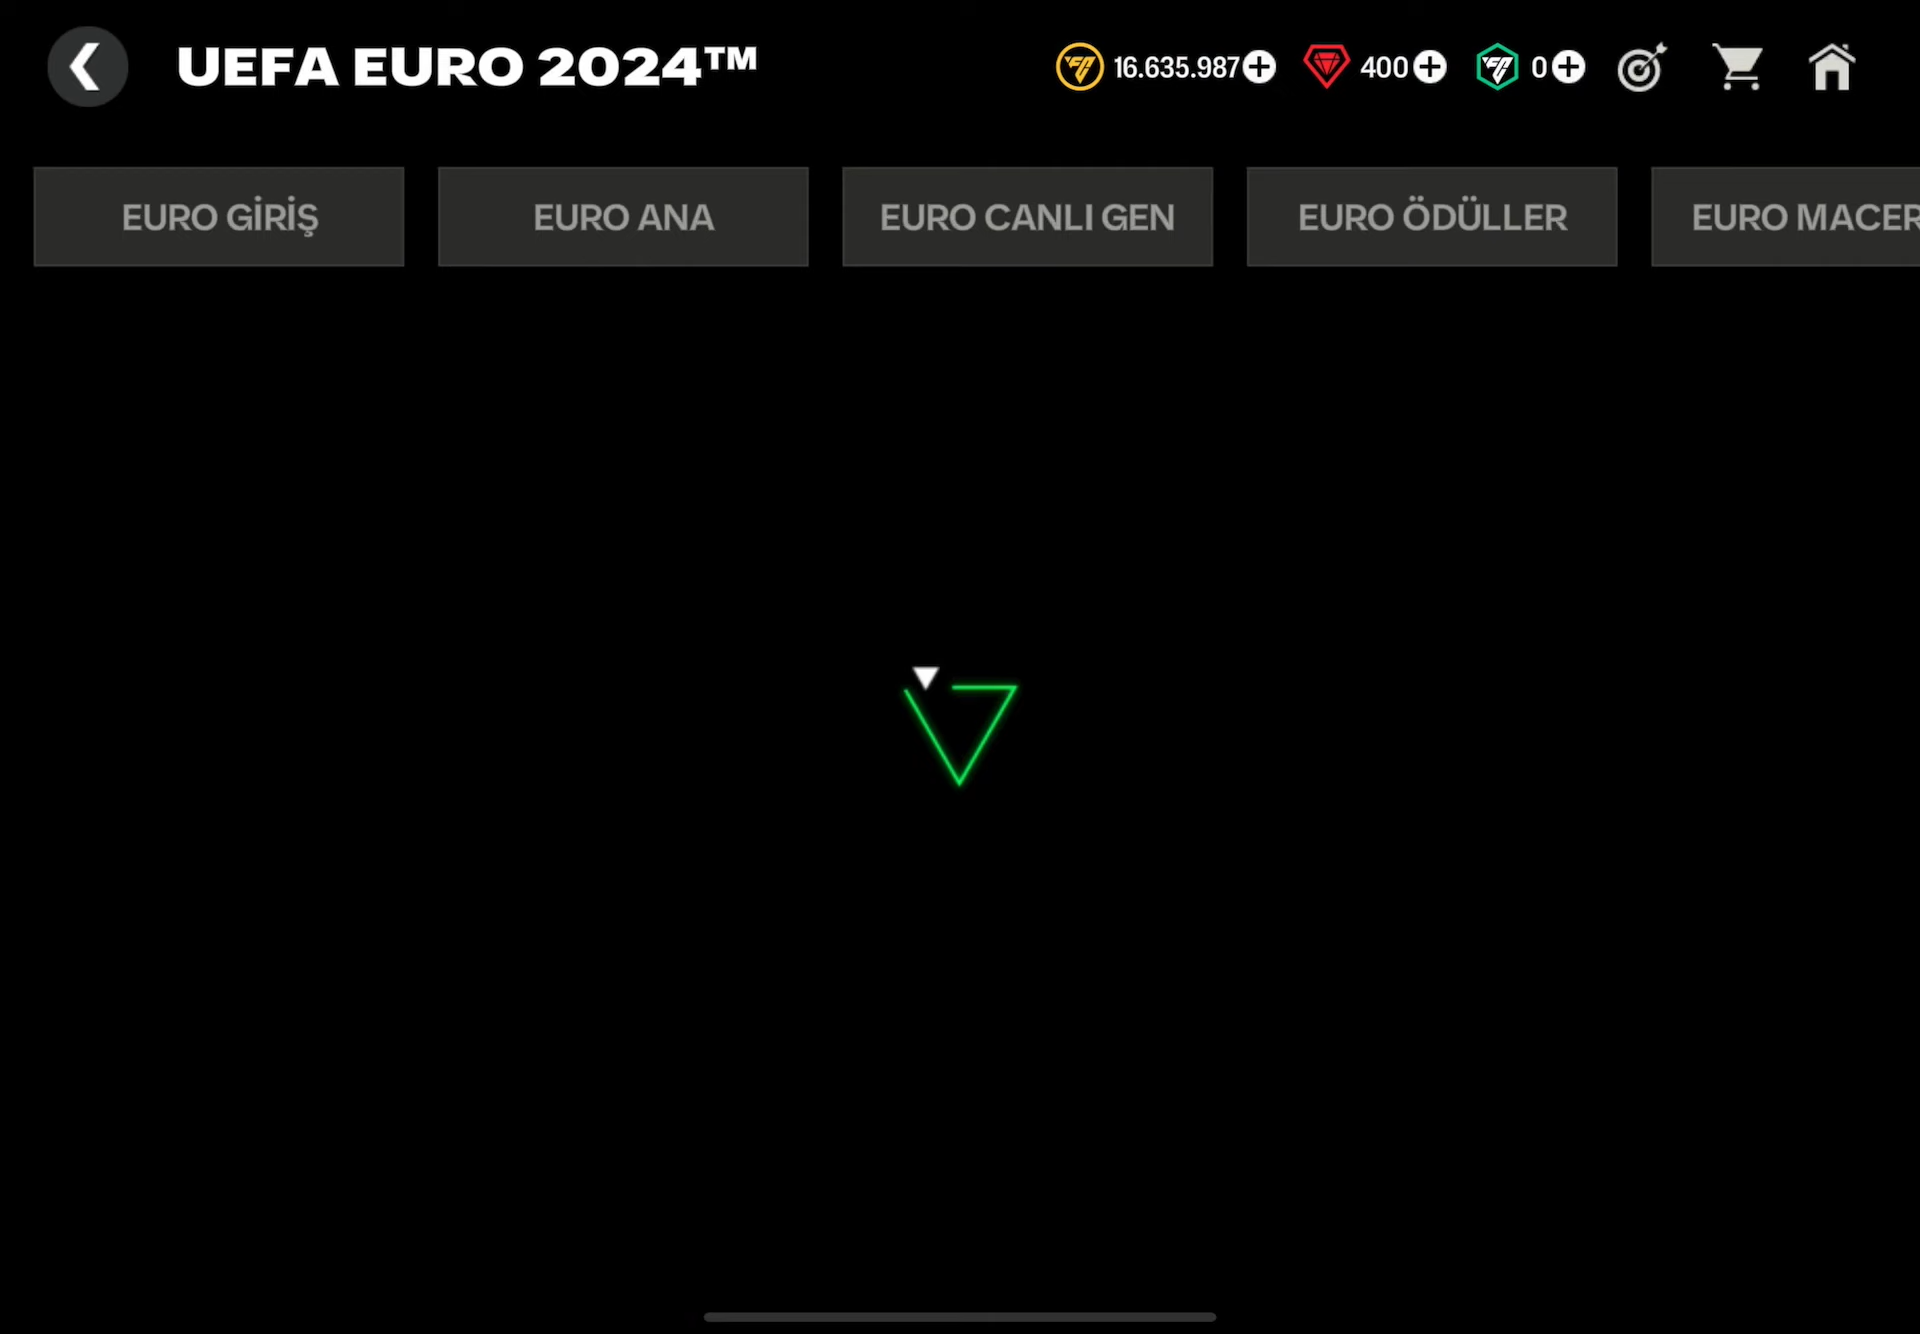 UEFA EURO 2024™
16.635.987
400
0
EURO GİRİŞ
EURO ANA
EURO CANLI GEN
EURO ÖDÜLLER
EURO MACER